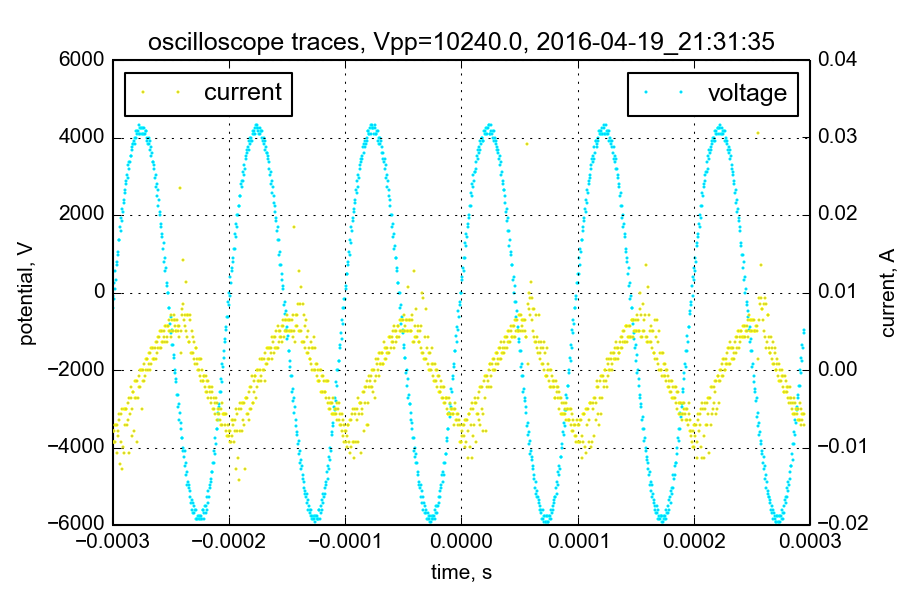 oscilloscope traces, Vpp=10240.0, 2016-04-19_21:31:35
current
voltage
6000
4000
2000
0
−2000
−4000
−6000
potential, V
0.04
0.03
0.02
0.01
0.00
−0.01
−0.02
current, A
−0.0003 −0.0002 −0.0001 0.0000 0.0001 0.0002 0.0003
time, s